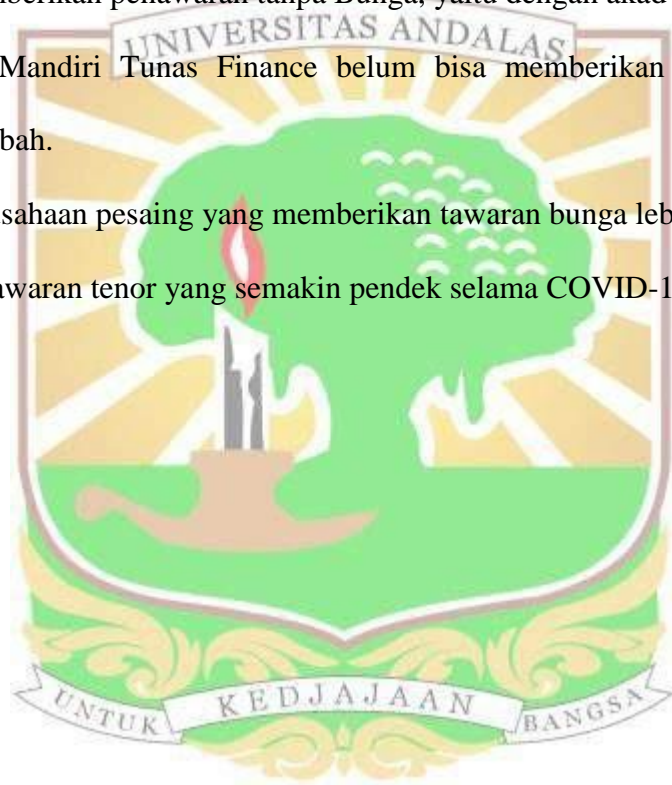 berikan penawaran tanpa Bunga, yaitu dengan akad
UNIVERSITAS ANDALAS
Mandiri Tunas Finance belum bisa memberikan
bah.
sahaan pesaing yang memberikan tawaran bunga leb
awaran tenor yang semakin pendek selama COVID-1
UNTUK KEDJAJAAN BANGSA